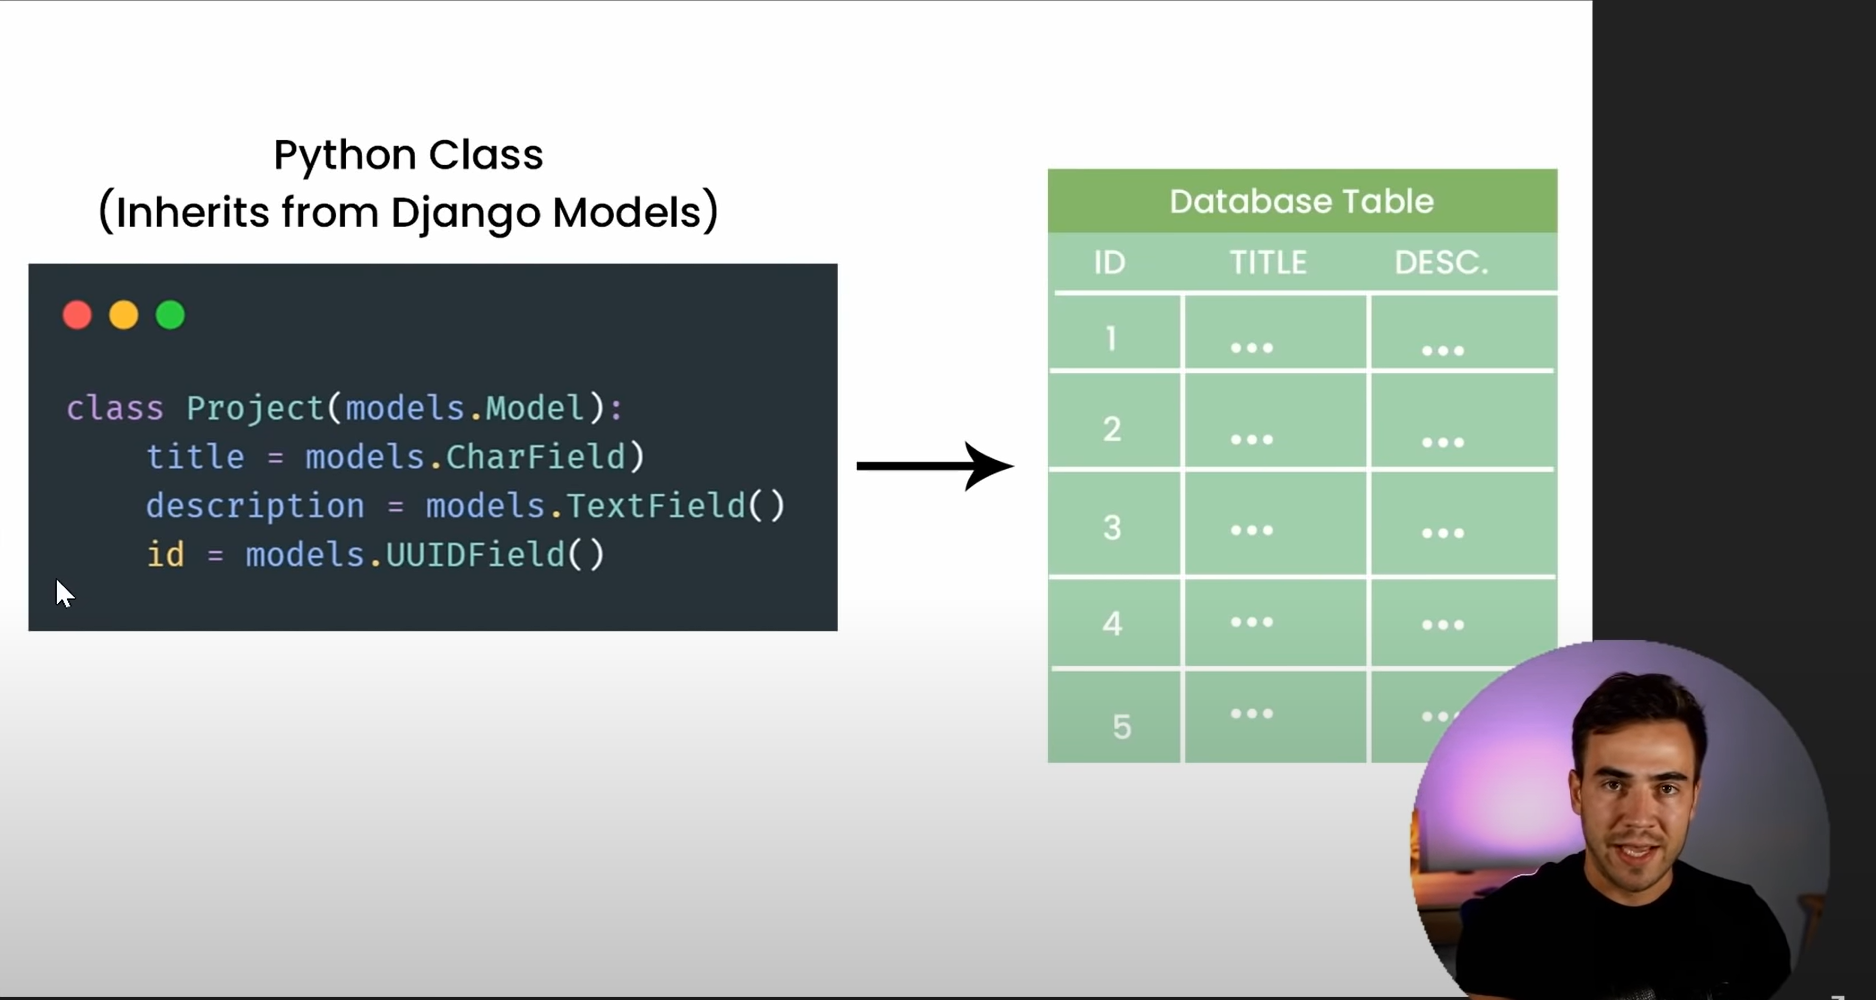 Python Class
(Inherits from Django Models)
class Project(models.Model):
title = models.CharField)
description = models.TextField()
id = models.UUIDField()
Database Table
ID TITLE DESC.
1 ... ...
2 ... ...
3 ... ...
4 ... ...
5 ... ...